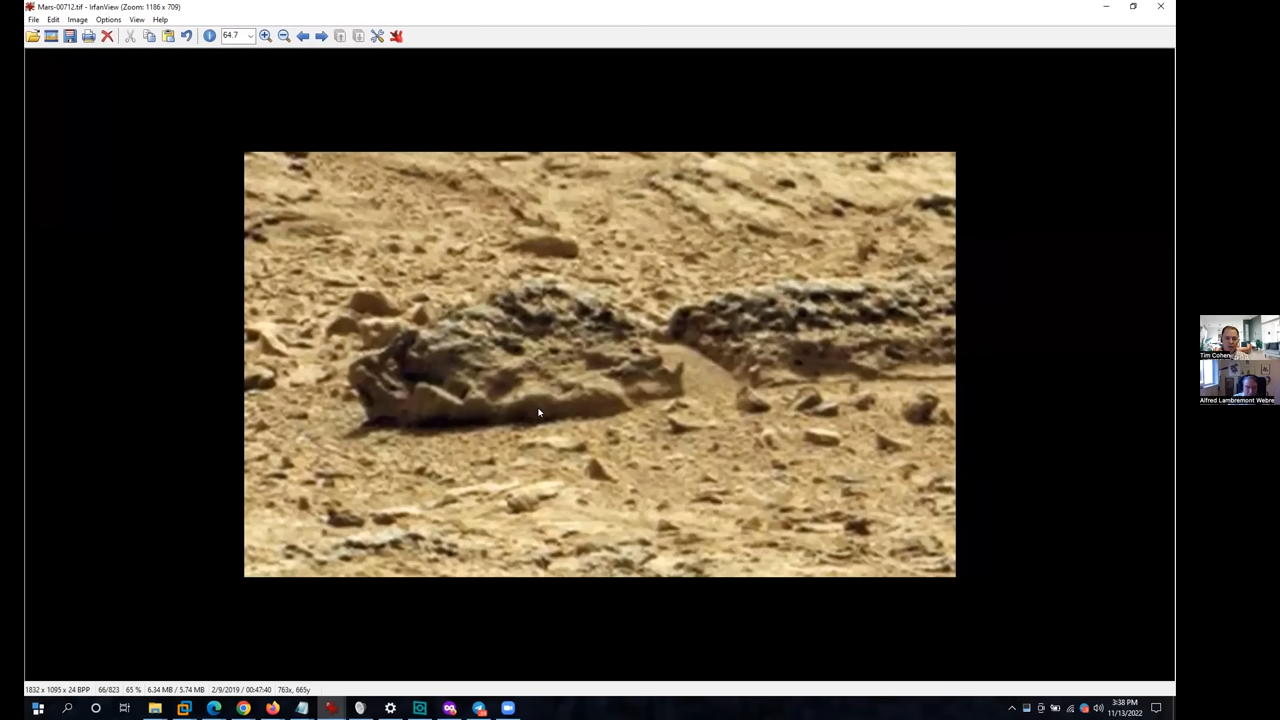 Mars-00712.tif - IrfanView (Zoom: 1186 x 709)
File Edit Image Options View Help
64.7
Tim Cohen
Alfred Lambremont Webre
1832 x 1095 x 24 BPP 66/823 65 % 6.34 MB / 5.74 MB 2/9/2019 / 00:47:40 763x, 665y
3:38 PM
11/13/2022